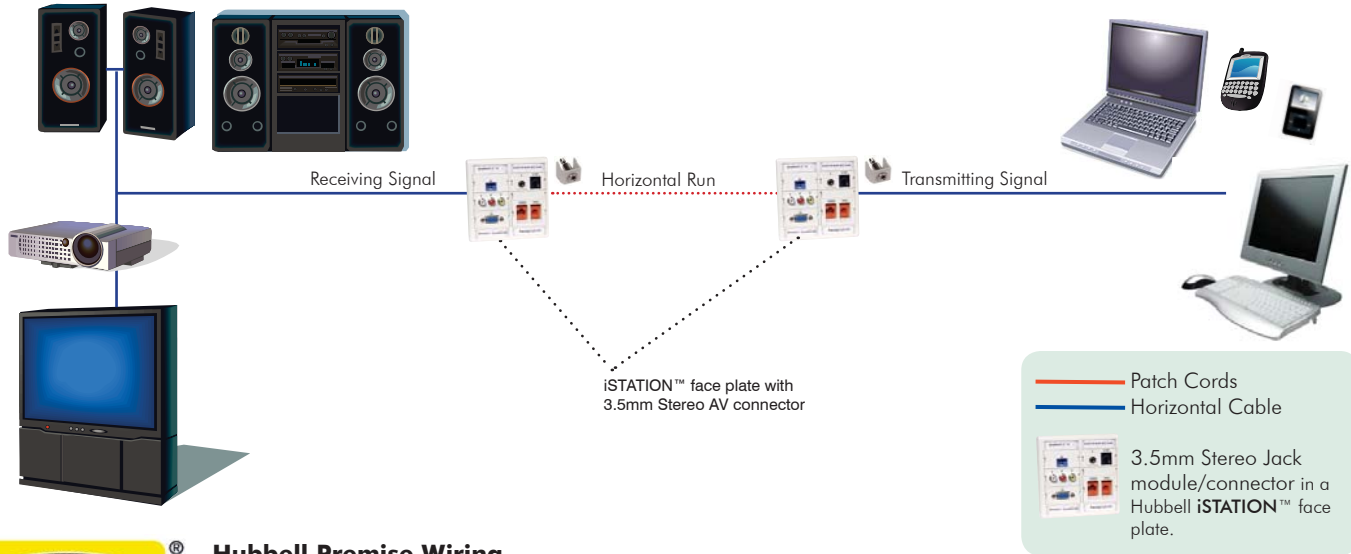 Receiving Signal
Horizontal Run
Transmitting Signal
iSTATION™ face plate with
3.5mm Stereo AV connector
Patch Cords
Horizontal Cable
3.5mm Stereo Jack
module/connector in a
Hubbell iSTATION™ face
plate.
®
Hubbell Premise Wiring